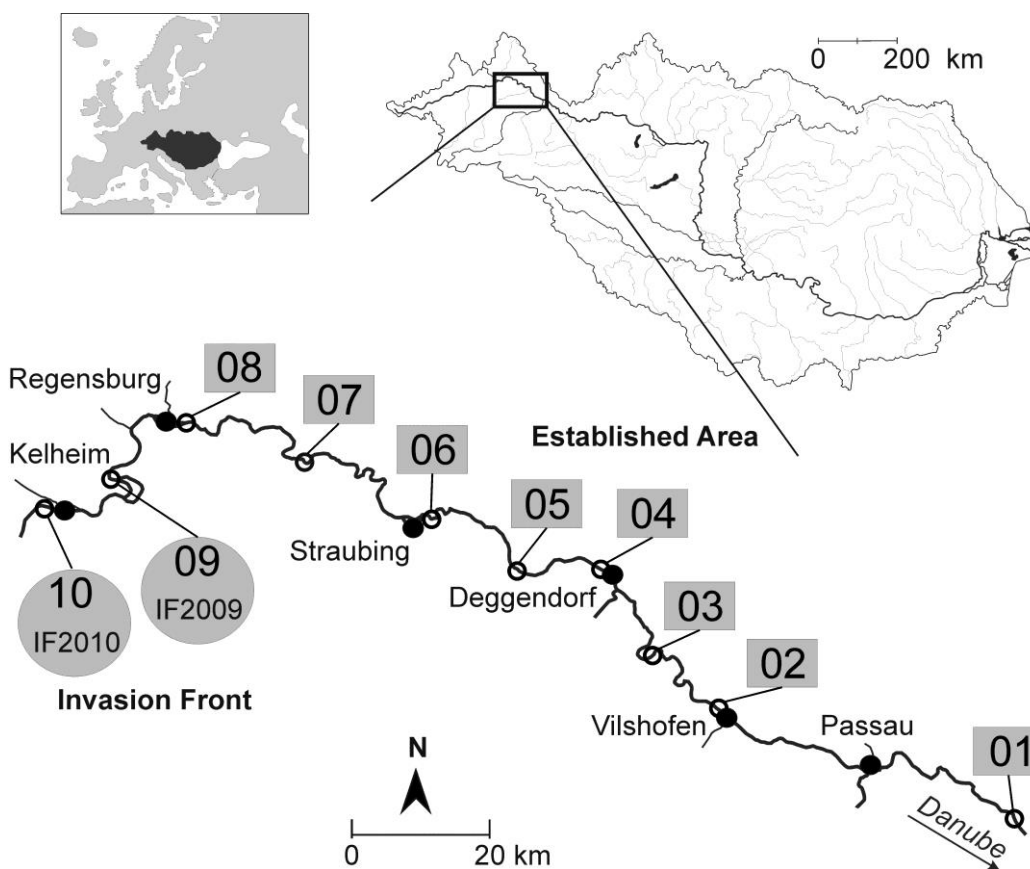 0 200 km
Regensburg
08
07
Kelheim
06
Established Area
05
04
Straubing
09
IF2009
10
IF2010
Deggendorf
03
Invasion Front
02
Vilshofen
Passau
01
N
Danube
0 20 km